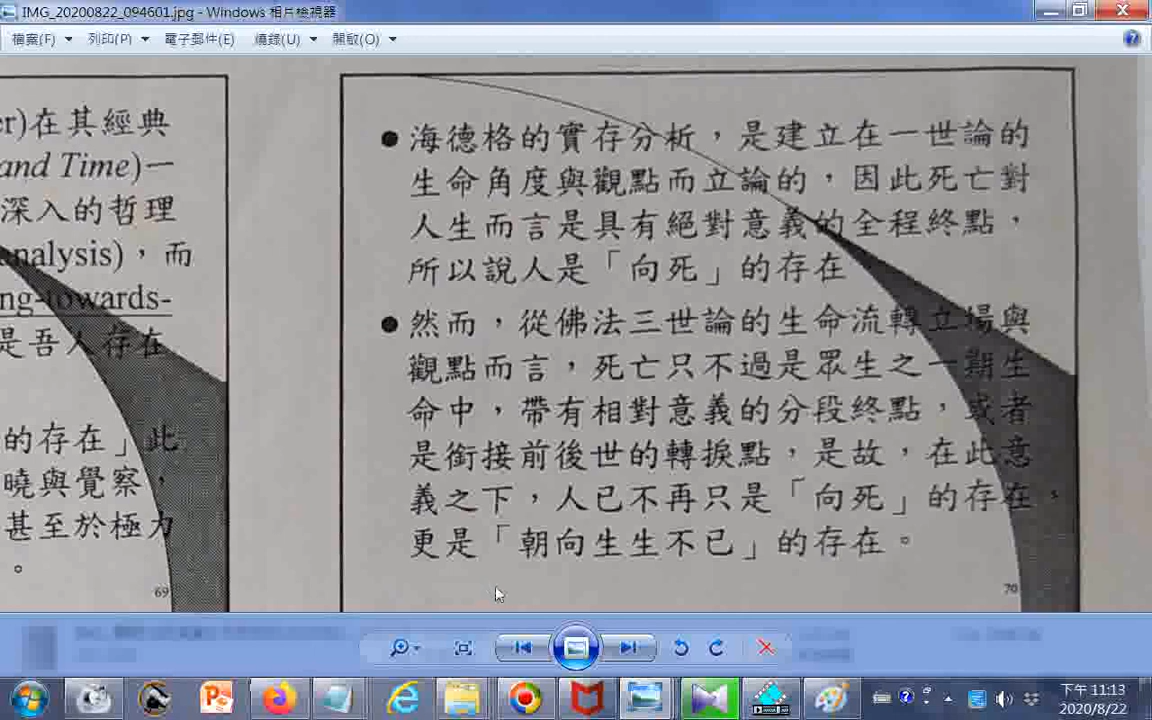 IMG_20200822_094601.jpg - Windows 相片檢視器
檔案(F) 列印(P) 電子郵件(E) 燒錄(U) 開啟(O)
er)在其經典
and Time)一
深入的哲理
analysis)，而
ng-towards-
是吾人存在
的存在」此
曉與覺察，
甚至於極力
。
69
●海德格的實存分析，是建立在一世論的
生命角度與觀點而立論的，因此死亡對
人生而言是具有絕對意義的全程終點，
所以說人是「向死」的存在
●然而，從佛法三世論的生命流轉立場與
觀點而言，死亡只不過是眾生之一期生
命中，帶有相對意義的分段終點，或者
是銜接前後世的轉捩點，是故，在此意
義之下，人已不再只是「向死」的存在，
更是「朝向生生不已」的存在。
70
下午 11:13
2020/8/22